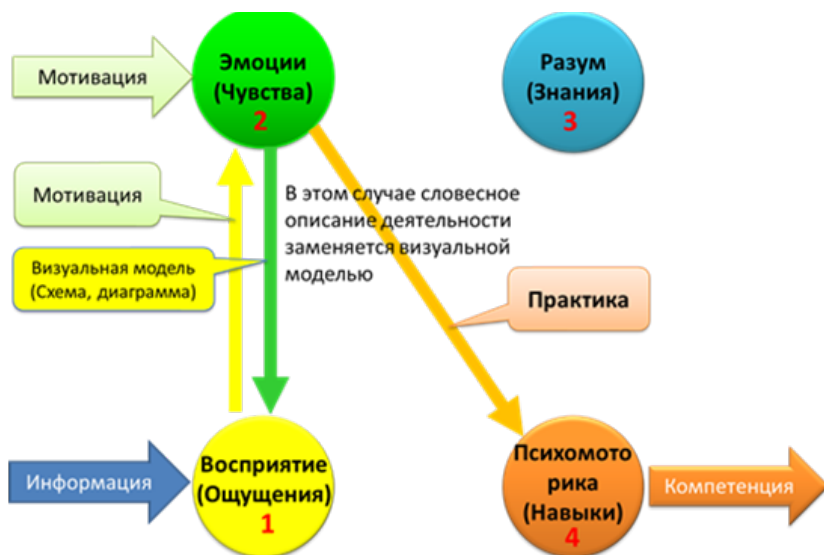 Мотивация
Эмоции
(Чувства)
2
Разум
(Знания)
3
Мотивация
В этом случае словесное
описание деятельности
заменяется визуальной
моделью
Визуальная модель
(Схема, диаграмма)
Практика
Информация
Восприятие
(Ощущения)
1
Психомото
рика
(Навыки)
4
Компетенция